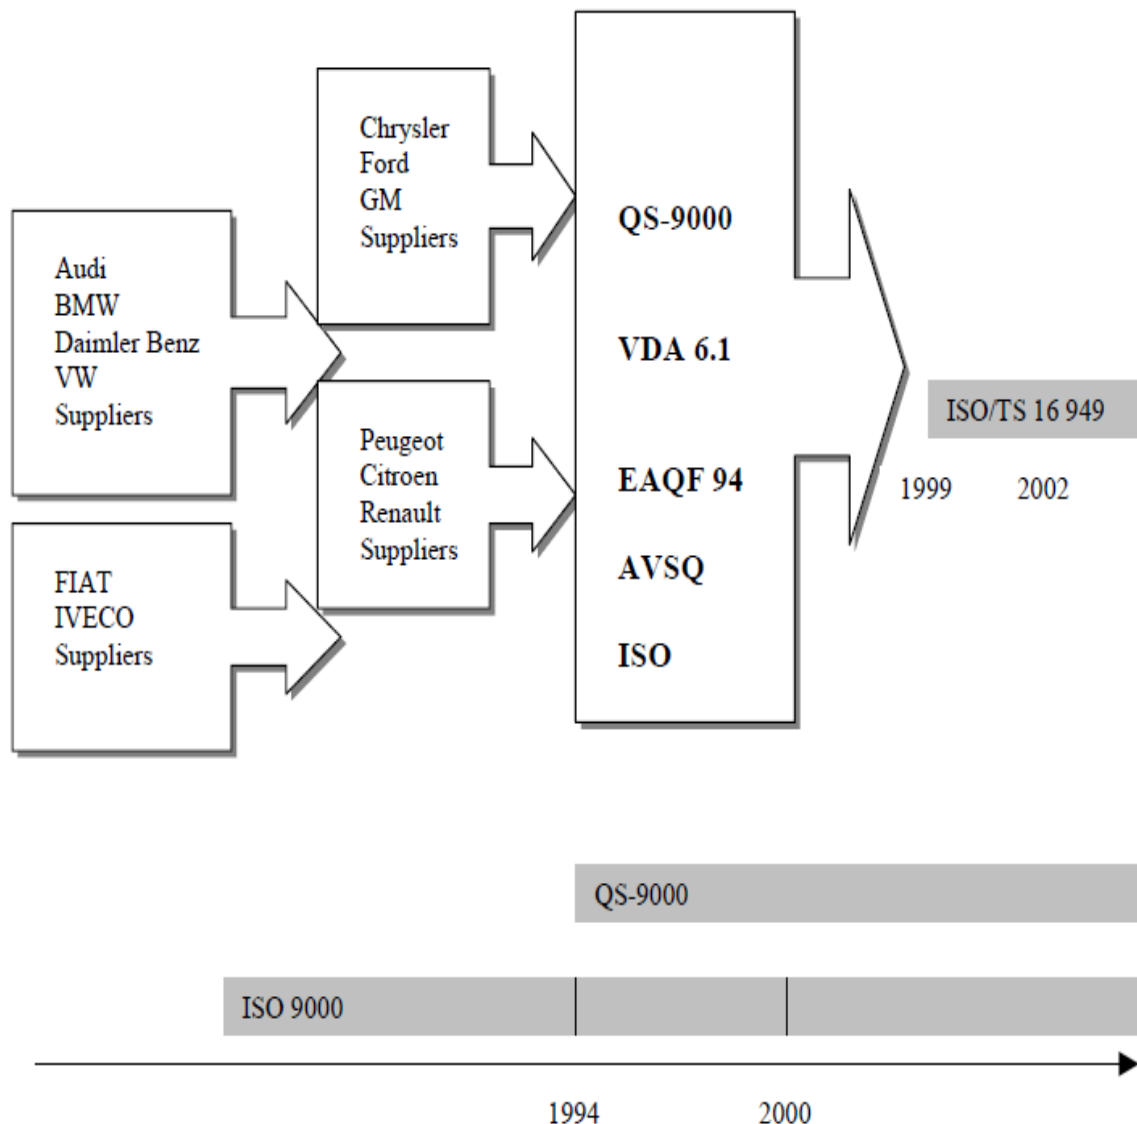 Audi
BMW
Daimler Benz
VW
Suppliers
FIAT
IVECO
Suppliers
Chrysler
Ford
GM
Suppliers
Peugeot
Citroen
Renault
Suppliers
QS-9000
VDA 6.1
EAQF 94
AVSQ
ISO
ISO/TS 16 949
1999 2002
QS-9000
ISO 9000
1994 2000